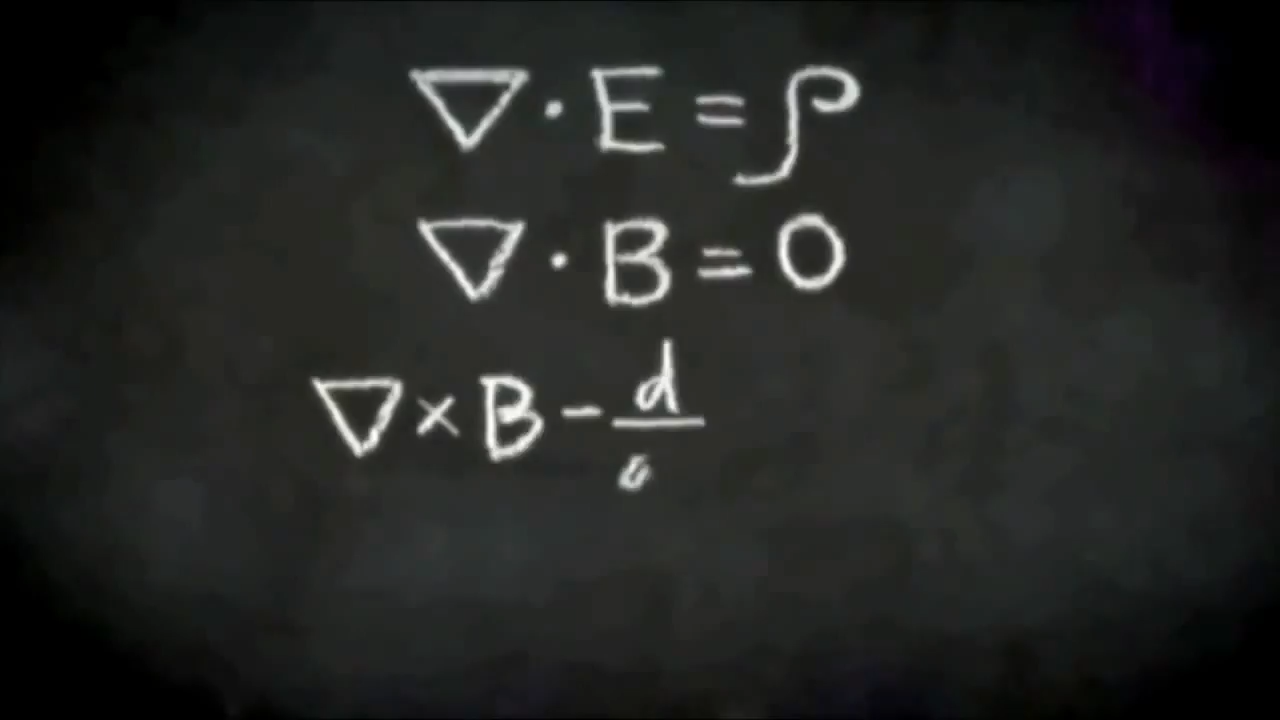 ∇ · E = ρ
∇ · B = 0
∇ × B - d/